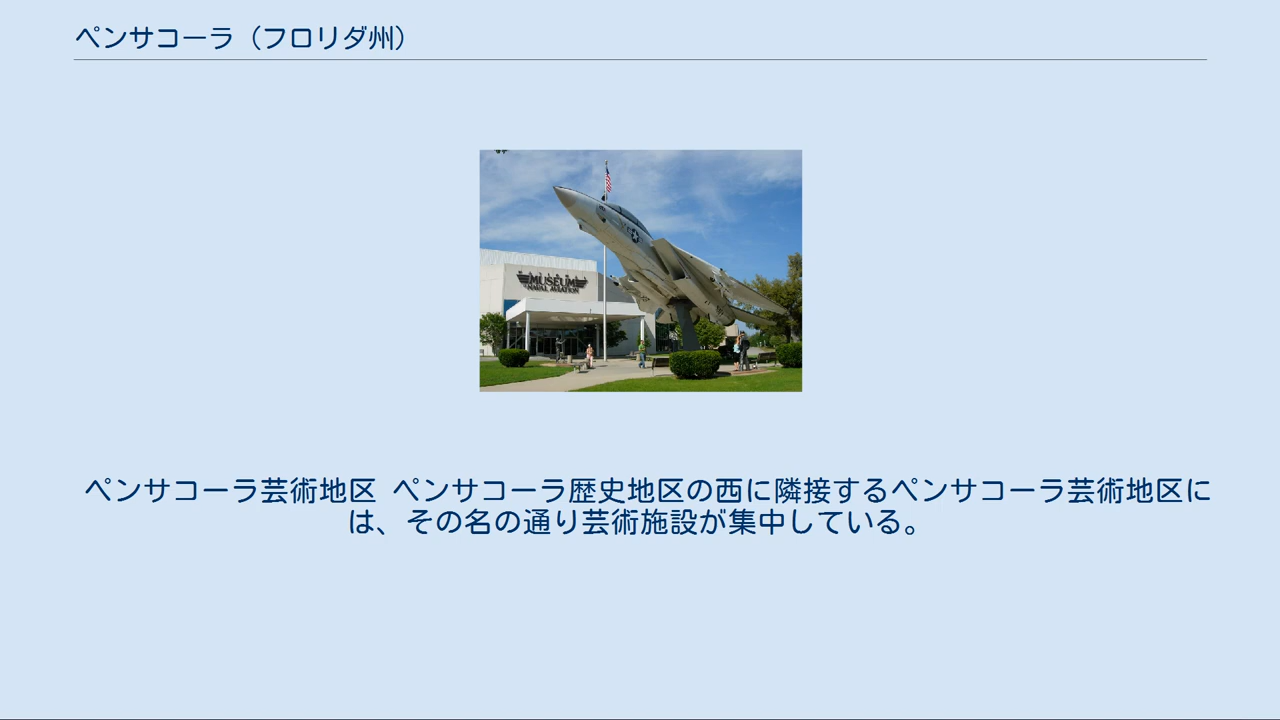 ペンサコーラ（フロリダ州）
MUSEUM
NAVAL AVIATION
ペンサコーラ芸術地区 ペンサコーラ歴史地区の西に隣接するペンサコーラ芸術地区に
は、その名の通り芸術施設が集中している。